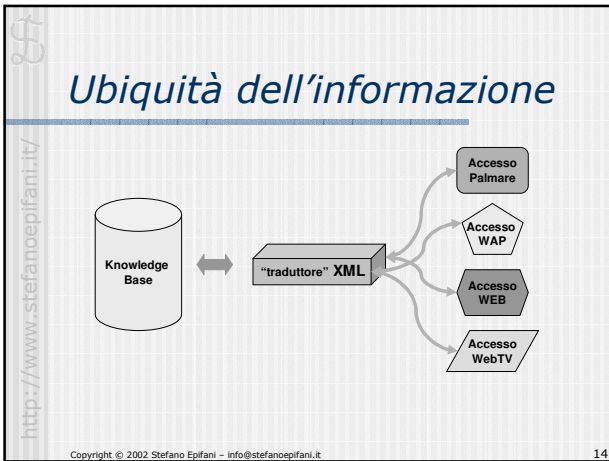 Ubiquità dell'informazione
http://www.stefanoepifani.it/
Knowledge
Base
"traduttore" XML
Accesso
Palmare
Accesso
WAP
Accesso
WEB
Accesso
WebTV
Copyright © 2002 Stefano Epifani – info@stefanoepifani.it
14